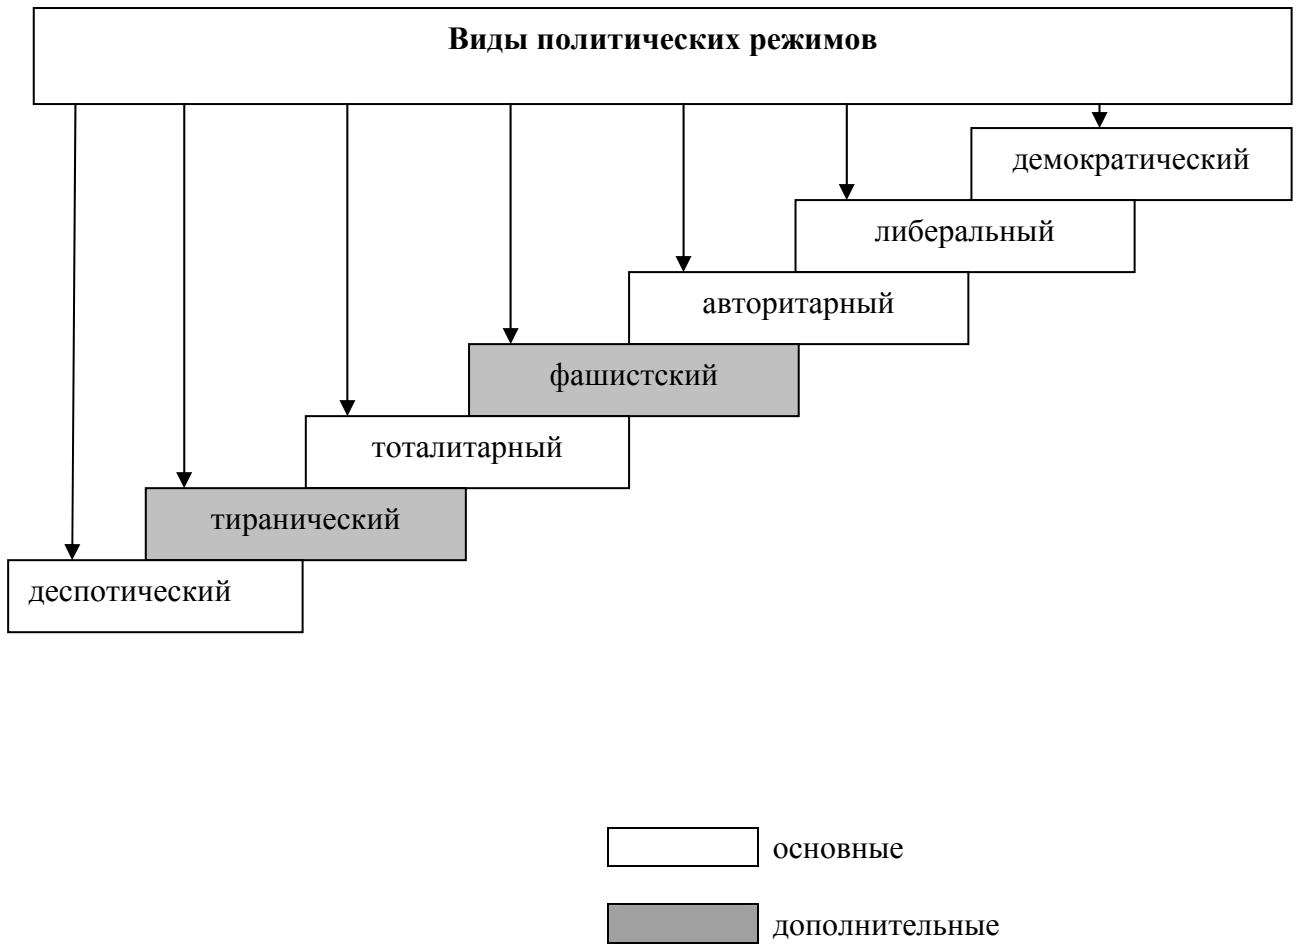 Виды политических режимов
демократический
либеральный
авторитарный
фашистский
тоталитарный
тиранический
деспотический
основные
дополнительные